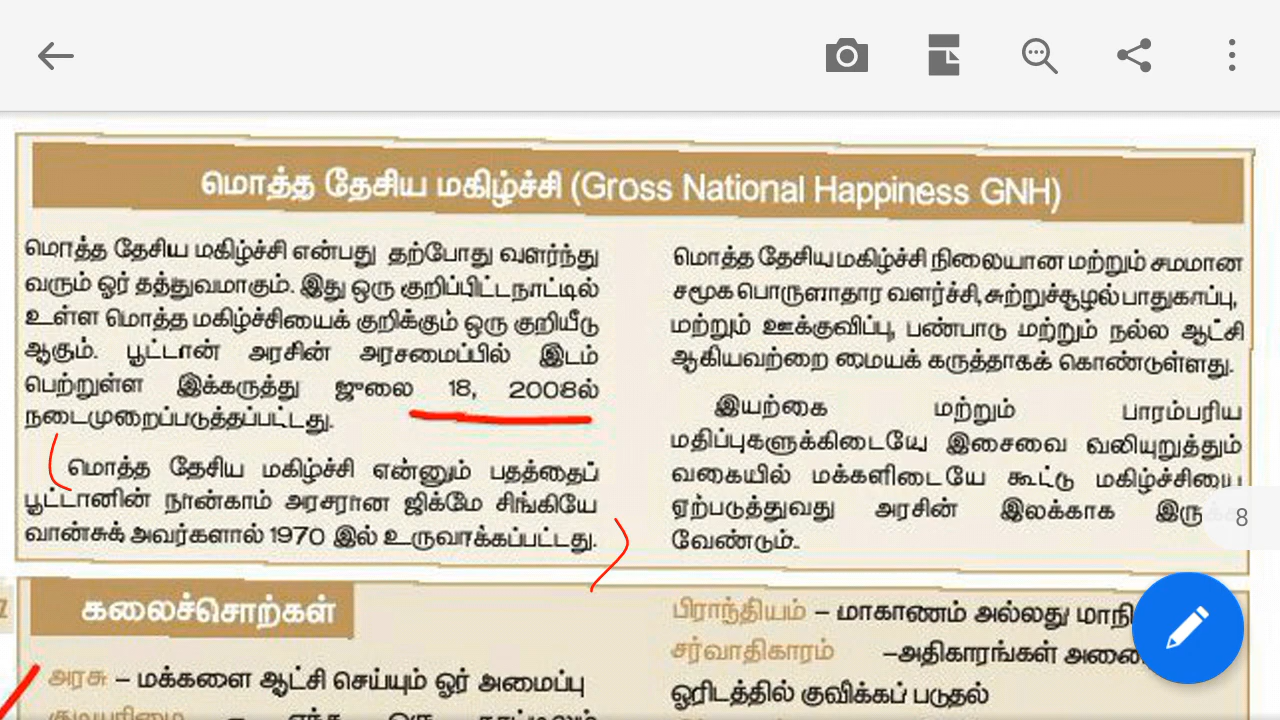 மொத்த தேசிய மகிழ்ச்சி (Gross National Happiness GNH)
மொத்த தேசிய மகிழ்ச்சி என்பது தற்போது வளர்ந்து
வரும் ஓர் தத்துவமாகும். இது ஒரு குறிப்பிட்டநாட்டில்
உள்ள மொத்த மகிழ்ச்சியைக் குறிக்கும் ஒரு குறியீடு
ஆகும். பூட்டான் அரசின் அரசமைப்பில் இடம்
பெற்றுள்ள இக்கருத்து ஜுலை 18, 2008ல்
நடைமுறைப்படுத்தப்பட்டது.
மொத்த தேசிய மகிழ்ச்சி என்னும் பதத்தைப்
பூட்டானின் நான்காம் அரசரான ஜிக்மே சிங்கியே
வான்சுக் அவர்களால் 1970 இல் உருவாக்கப்பட்டது.
மொத்த தேசிய மகிழ்ச்சி நிலையான மற்றும் சமமான
சமூக பொருளாதார வளர்ச்சி, சுற்றுச்சூழல் பாதுகாப்பு,
மற்றும் ஊக்குவிப்பு, பண்பாடு மற்றும் நல்ல ஆட்சி
ஆகியவற்றை மையக் கருத்தாகக் கொண்டுள்ளது.
இயற்கை மற்றும் பாரம்பரிய
மதிப்புகளுக்கிடையே இசைவை வலியுறுத்தும்
வகையில் மக்களிடையே கூட்டு மகிழ்ச்சியை
ஏற்படுத்துவது அரசின் இலக்காக
வேண்டும்.
8
கலைச்சொற்கள்
அரசு – மக்களை ஆட்சி செய்யும் ஓர் அமைப்பு
பிராந்தியம் – மாகாணம் அல்லது
சர்வாதிகாரம் –அதிகாரங்கள்
ஓரிடத்தில் குவிக்கப் படுதல்